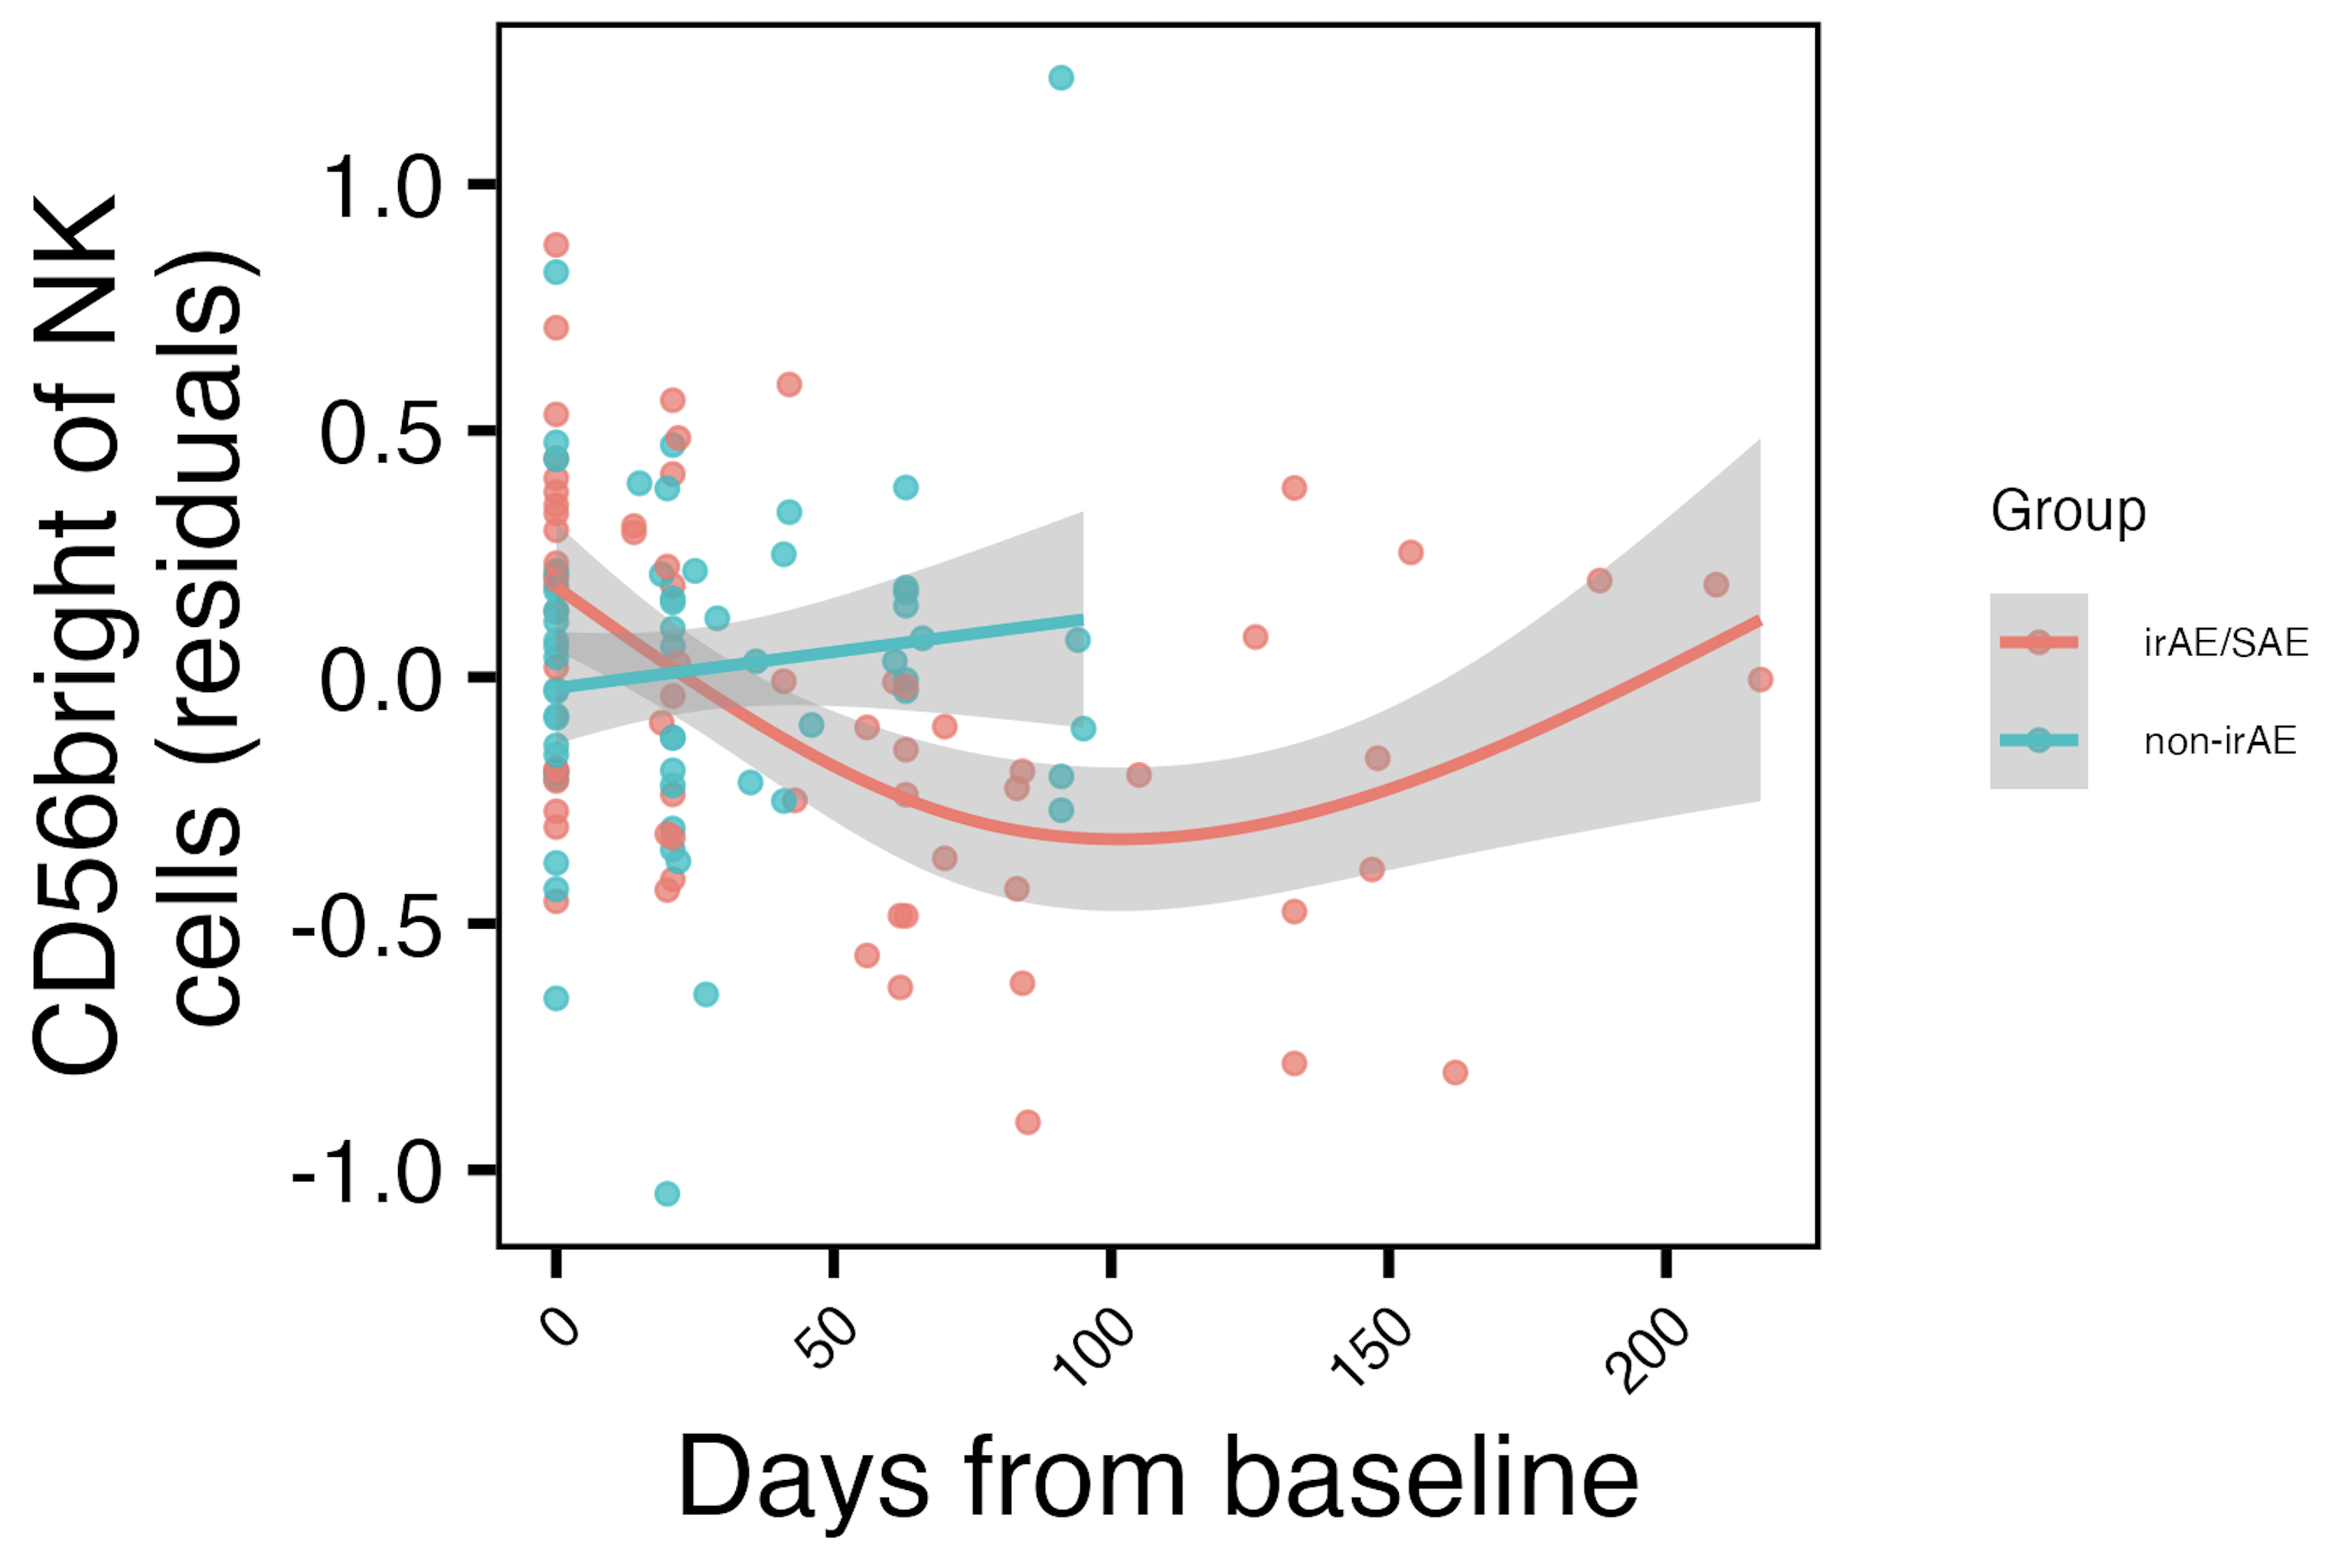 CD56bright of NK
cells (residuals)
1.0
0.5
0.0
-0.5
-1.0
0
50
100
150
200
Days from baseline
Group
irAE/SAE
non-irAE